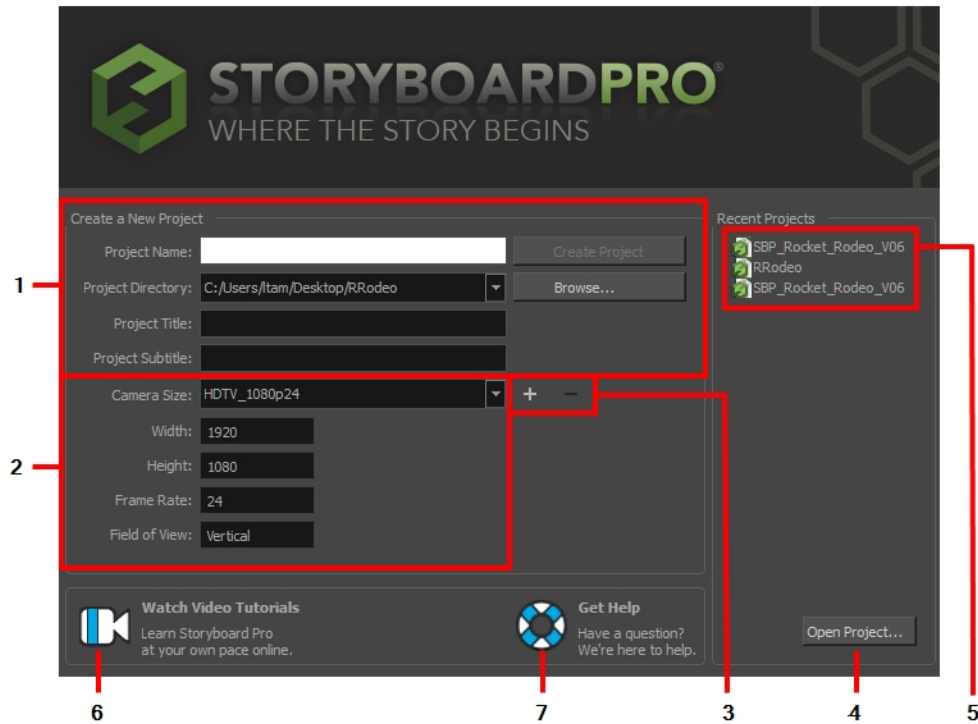 STORYBOARDPRO®
WHERE THE STORY BEGINS
Create a New Project
Project Name:
Create Project
Project Directory: C:/Users/ltam/Desktop/RRodeo
Browse...
Project Title:
Project Subtitle:
Camera Size: HDTV_1080p24
+ −
Width: 1920
Height: 1080
Frame Rate: 24
Field of View: Vertical
Recent Projects
SBP_Rocket_Rodeo_V06
RRodeo
SBP_Rocket_Rodeo_V06
Watch Video Tutorials
Learn Storyboard Pro
at your own pace online.
Get Help
Have a question?
We're here to help.
Open Project...
1
2
6
7
3
4
5